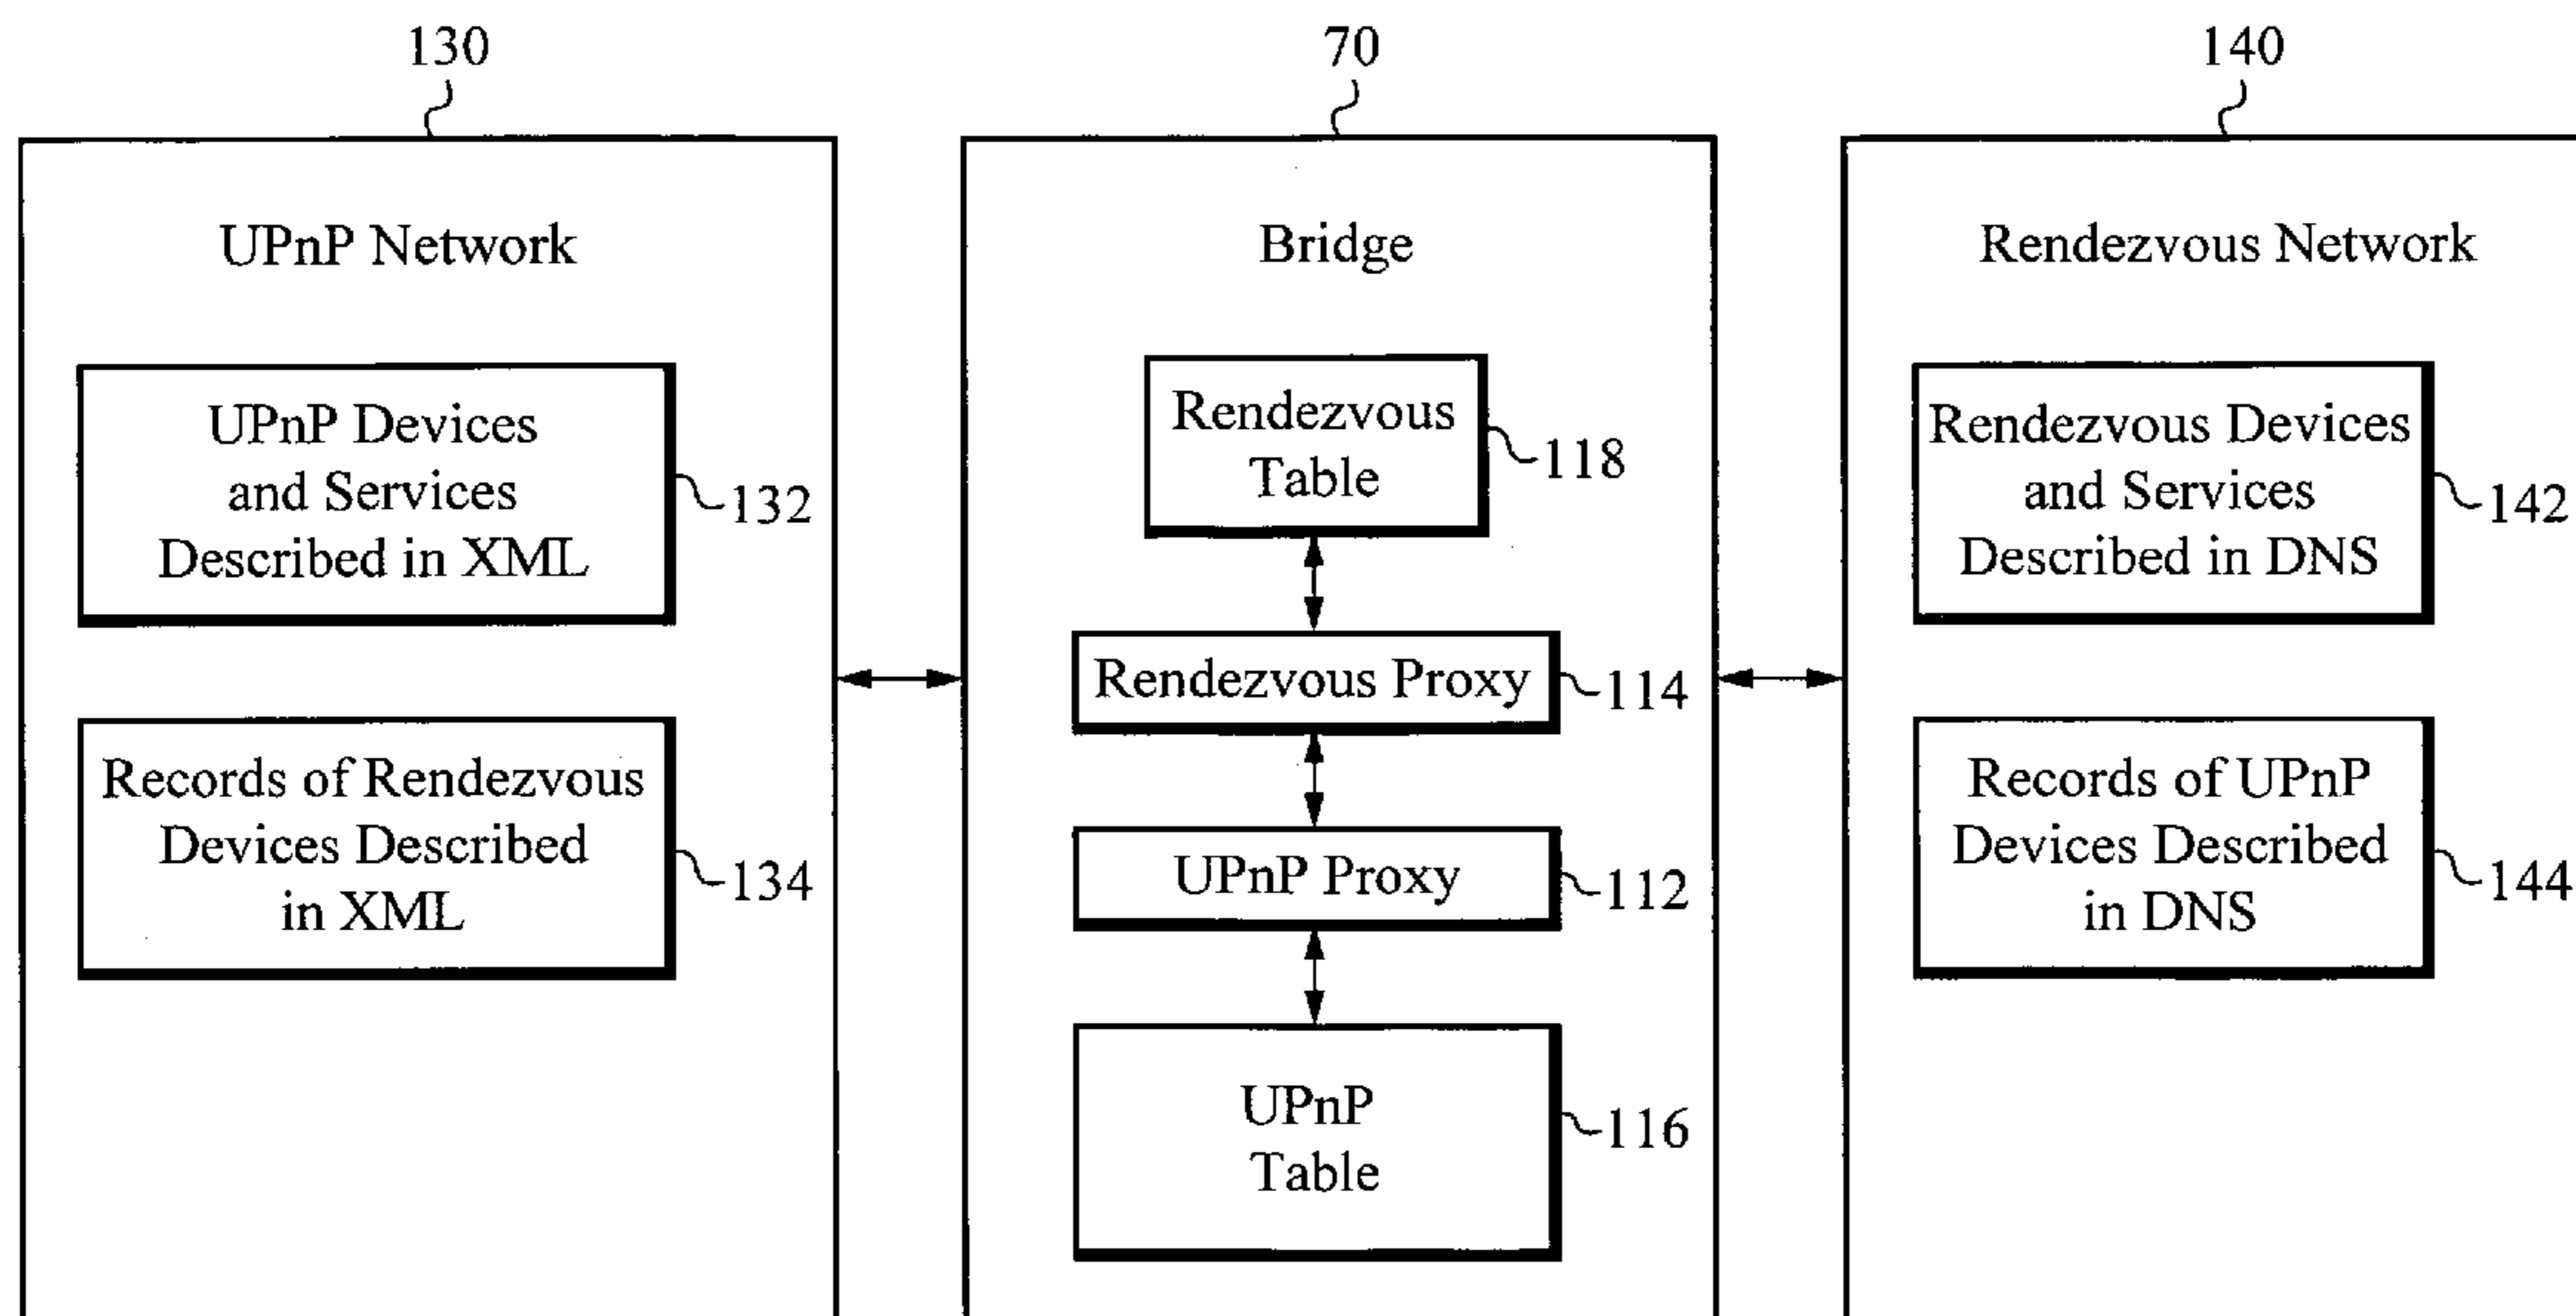 130
70
140
UPnP Network
Bridge
Rendezvous Network
UPnP Devices
and Services
Described in XML
132
Records of Rendezvous
Devices Described
in XML
134
Rendezvous
Table
118
Rendezvous Proxy
114
UPnP Proxy
112
UPnP
Table
116
Rendezvous Devices
and Services
Described in DNS
142
Records of UPnP
Devices Described
in DNS
144